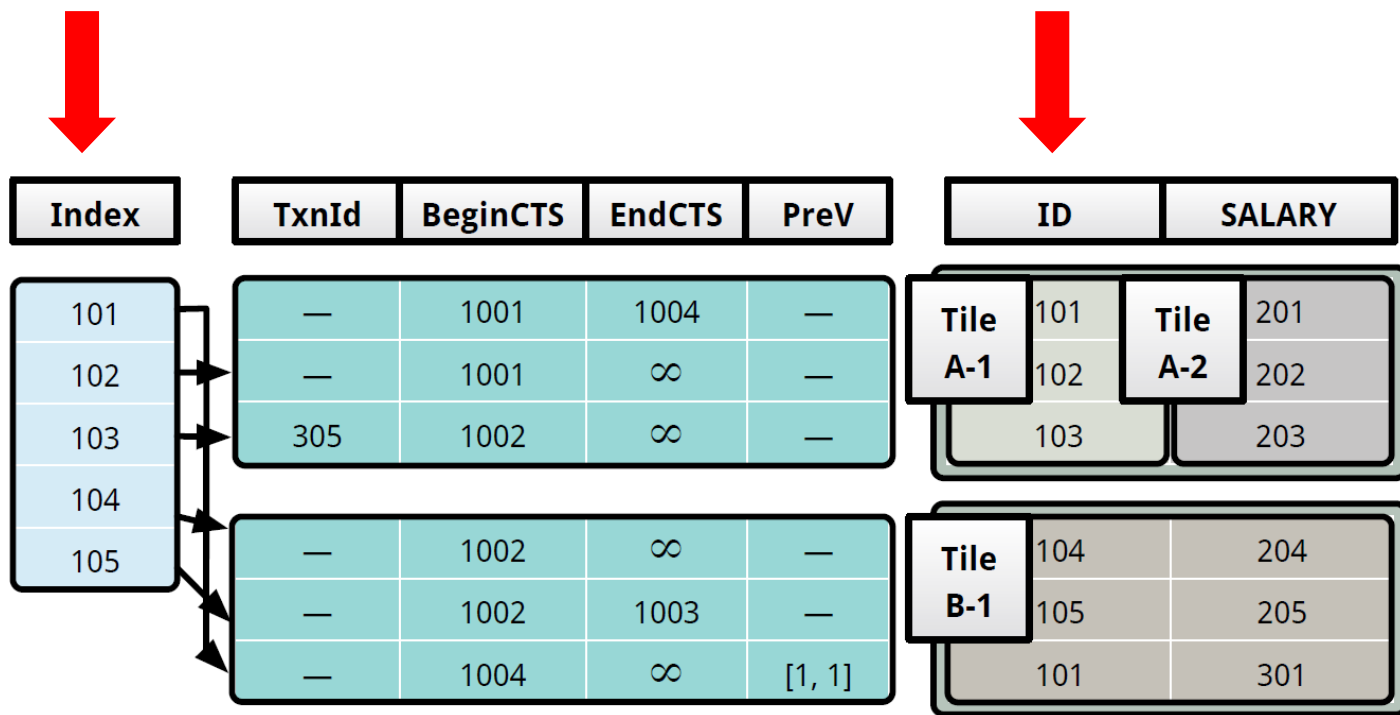 Index TxnId BeginCTS EndCTS PreV ID SALARY
101 — 1001 1004 — Tile A-1 101 Tile A-2 201
102 — 1001 ∞ — 102 202
103 305 1002 ∞ — 103 203
104 — 1002 ∞ — Tile B-1 104 204
105 — 1002 1003 — 105 205
— 1004 ∞ [1, 1] 101 301